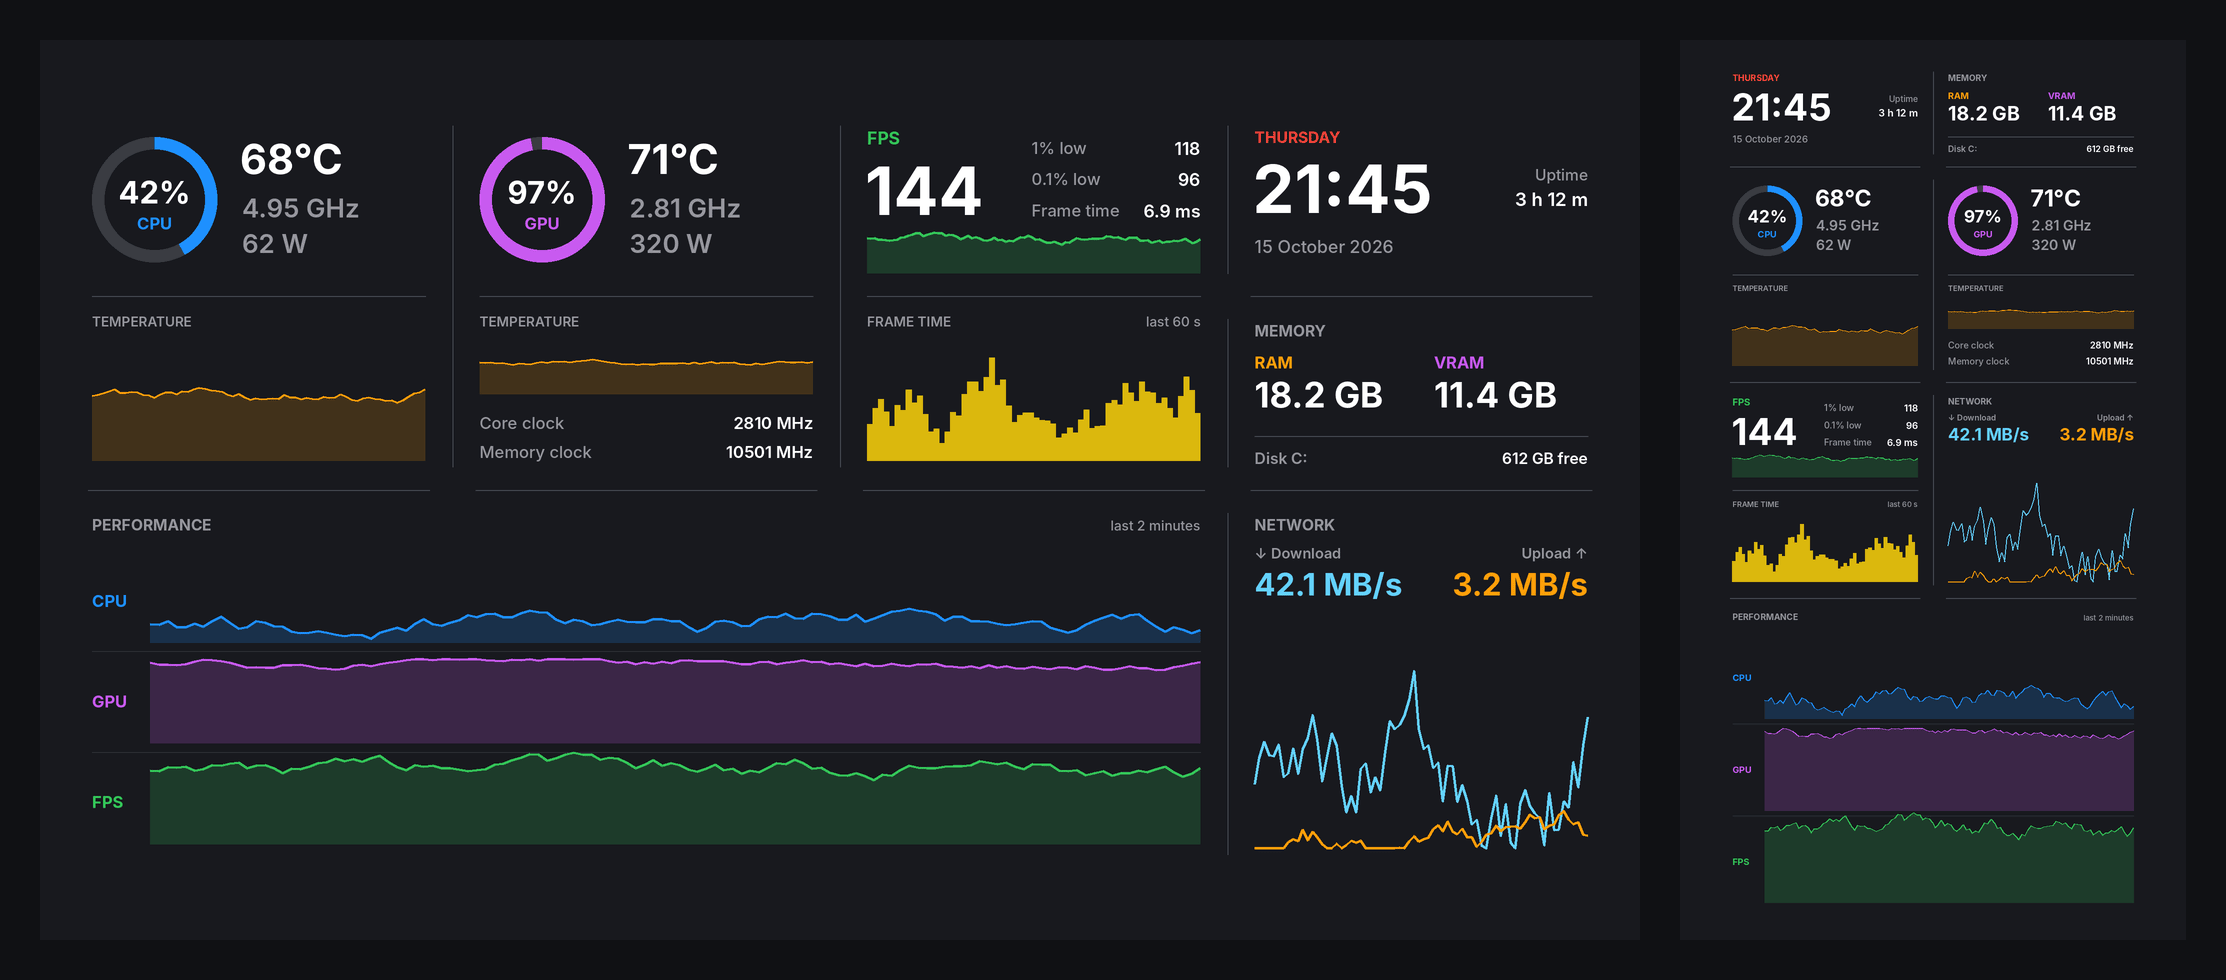 42%
CPU
68°C
4.95 GHz
62 W
97%
GPU
71°C
2.81 GHz
320 W
FPS
144
1% low 118
0.1% low 96
Frame time 6.9 ms
THURSDAY
21:45
Uptime
3 h 12 m
15 October 2026
TEMPERATURE
TEMPERATURE
Core clock 2810 MHz
Memory clock 10501 MHz
FRAME TIME last 60 s
MEMORY
RAM VRAM
18.2 GB 11.4 GB
Disk C: 612 GB free
PERFORMANCE last 2 minutes
CPU
GPU
FPS
NETWORK
↓ Download Upload ↑
42.1 MB/s 3.2 MB/s
THURSDAY
21:45
Uptime
3 h 12 m
15 October 2026
MEMORY
RAM VRAM
18.2 GB 11.4 GB
Disk C: 612 GB free
42%
CPU
68°C
4.95 GHz
62 W
97%
GPU
71°C
2.81 GHz
320 W
TEMPERATURE
TEMPERATURE
Core clock 2810 MHz
Memory clock 10501 MHz
FPS
144
1% low 118
0.1% low 96
Frame time 6.9 ms
NETWORK
↓ Download Upload ↑
42.1 MB/s 3.2 MB/s
FRAME TIME last 60 s
PERFORMANCE last 2 minutes
CPU
GPU
FPS